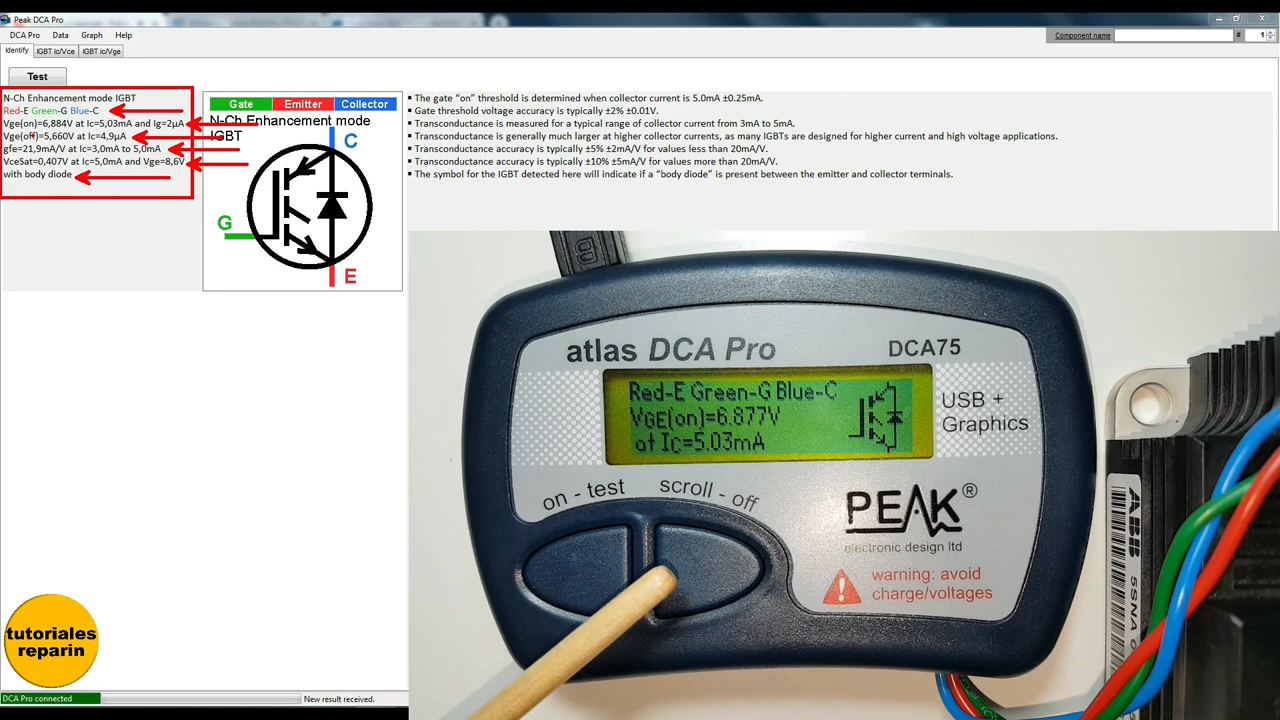 Peak DCA Pro
DCA Pro Data Graph Help
Component name # 1
Identify IGBT Ic/Vce IGBT Ic/Vge
Test
N-Ch Enhancement mode IGBT
Red-E Green-G Blue-C
Vge(on)=6,884V at Ic=5,03mA and Ig=2µA
Vge(off)=5,660V at Ic=4,9µA
gfe=21,9mA/V at Ic=3,0mA to 5,0mA
VceSat=0,407V at Ic=5,0mA and Vge=8,6V
with body diode
Gate Emitter Collector
N-Ch Enhancement mode
IGBT
C
G
E
▪ The gate “on” threshold is determined when collector current is 5.0mA ±0.25mA.
▪ Gate threshold voltage accuracy is typically ±2% ±0.01V.
▪ Transconductance is measured for a typical range of collector current from 3mA to 5mA.
▪ Transconductance is generally much larger at higher collector currents, as many IGBTs are designed for higher current and high voltage applications.
▪ Transconductance accuracy is typically ±5% ±2mA/V for values less than 20mA/V.
▪ Transconductance accuracy is typically ±10% ±5mA/V for values more than 20mA/V.
▪ The symbol for the IGBT detected here will indicate if a “body diode” is present between the emitter and collector terminals.
atlas DCA Pro DCA75
Red-E Green-G Blue-C
VGE(on)=6.877V
at IC=5.03mA
USB +
Graphics
on - test scroll - off
PEAK®
electronic design ltd
warning: avoid
charge/voltages
ABB
5SNA
tutoriales
reparin
DCA Pro connected New result received.